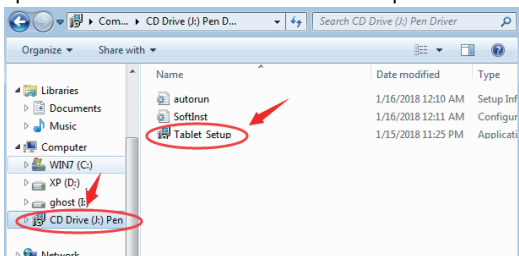 Com... CD Drive (J:) Pen D...
Search CD Drive (J:) Pen Driver
Organize Share with
Name Date modified Type
Libraries
Documents
Music
Computer
WIN7 (C:)
XP (D:)
ghost (I:)
CD Drive (J:) Pen
Network
autorun 1/16/2018 12:10 AM Setup Inf
SoftInst 1/16/2018 12:11 AM Configur
Tablet Setup 1/15/2018 11:25 PM Applicati